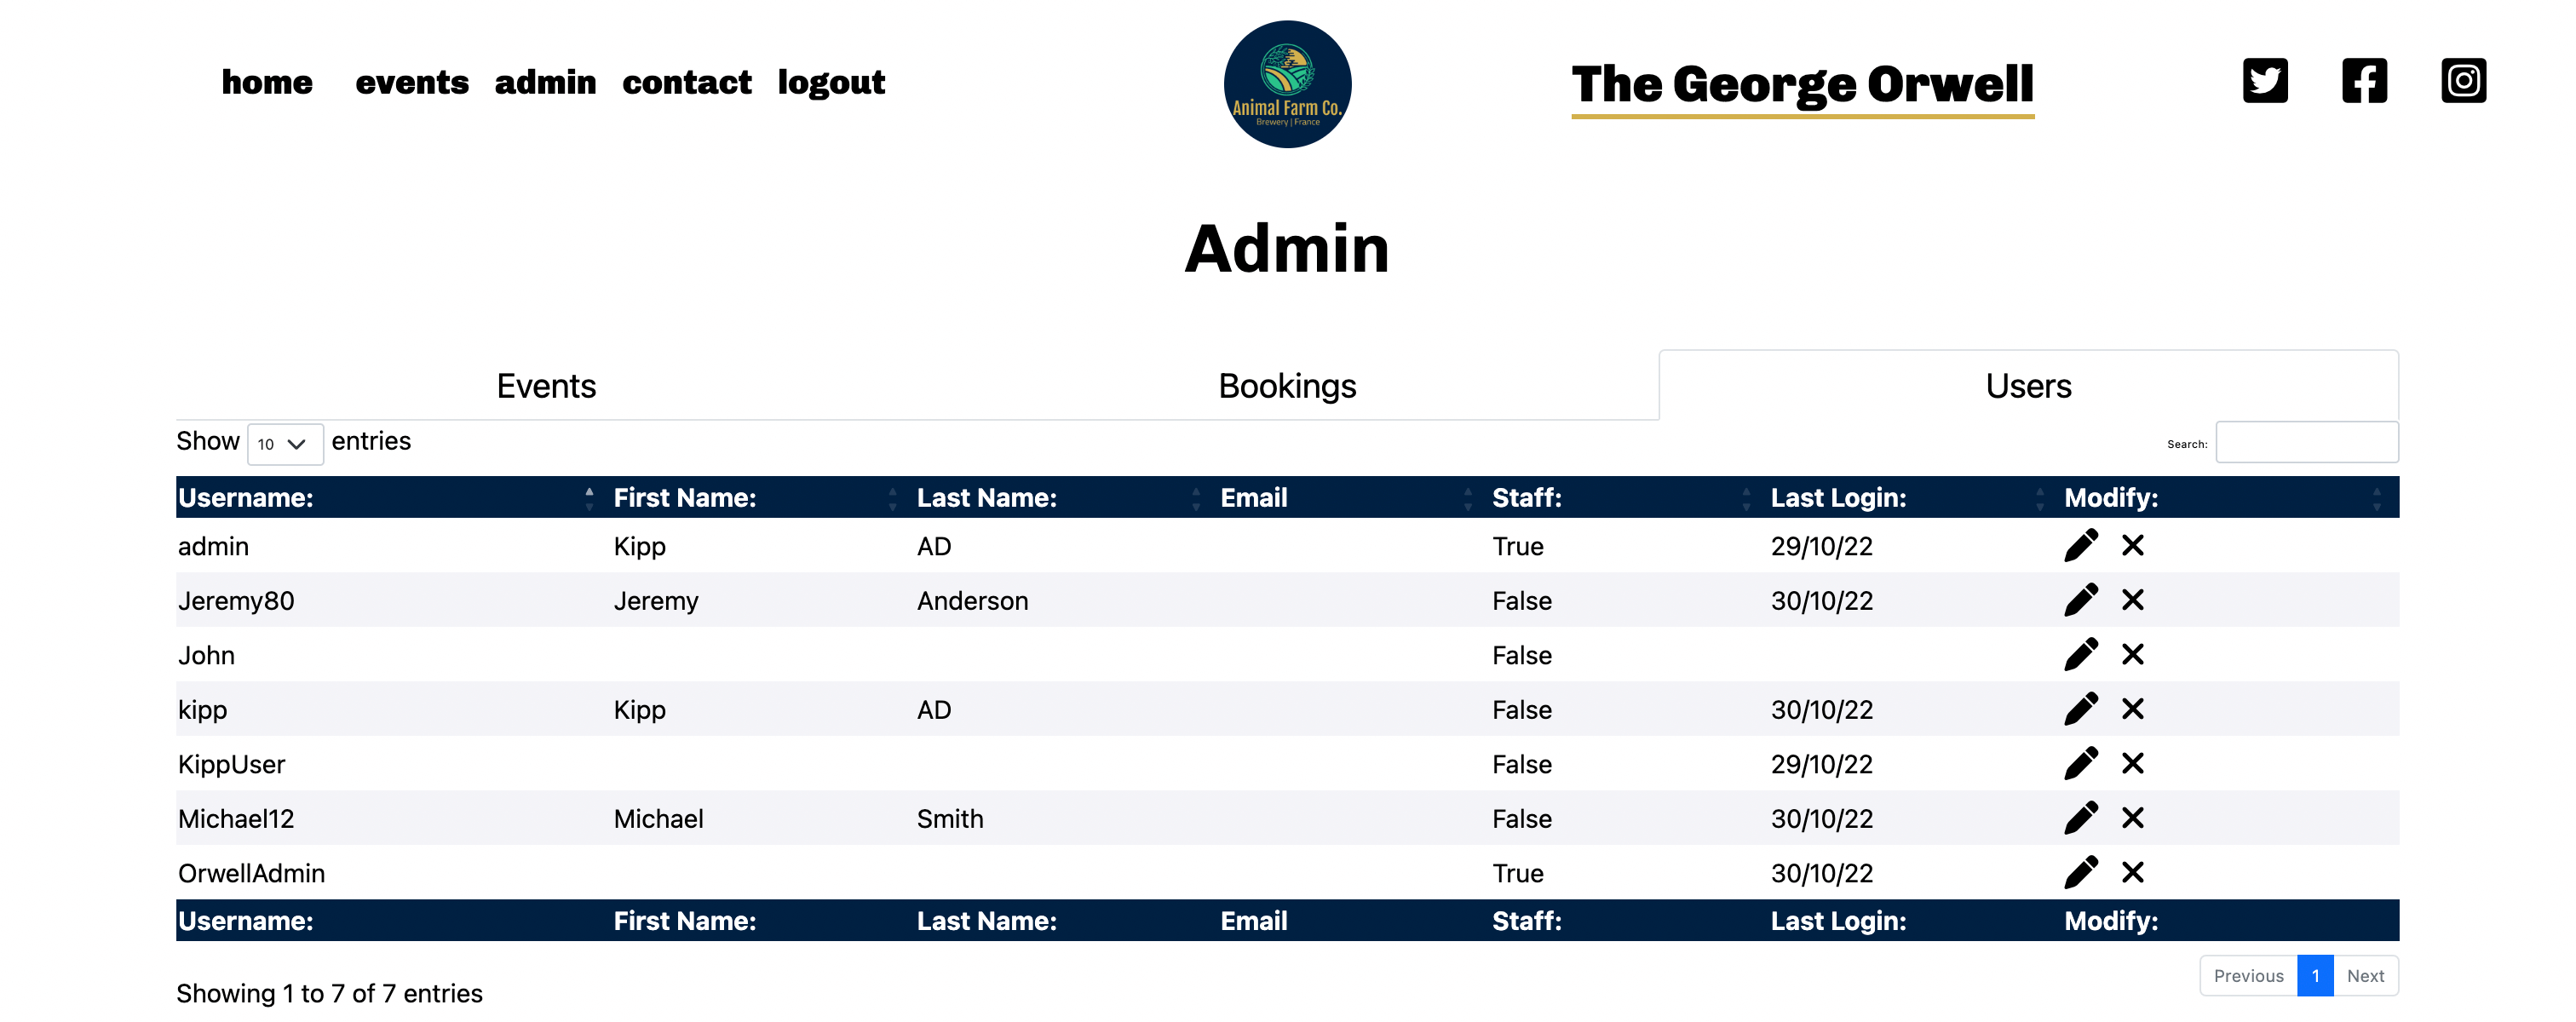 home events admin contact logout
Animal Farm Co.
Brewery | France
The George Orwell
Admin
Events Bookings Users
Show 10 entries
Search:
Username: First Name: Last Name: Email Staff: Last Login: Modify:
admin Kipp AD True 29/10/22
Jeremy80 Jeremy Anderson False 30/10/22
John False
kipp Kipp AD False 30/10/22
KippUser False 29/10/22
Michael12 Michael Smith False 30/10/22
OrwellAdmin True 30/10/22
Username: First Name: Last Name: Email Staff: Last Login: Modify:
Showing 1 to 7 of 7 entries
Previous 1 Next